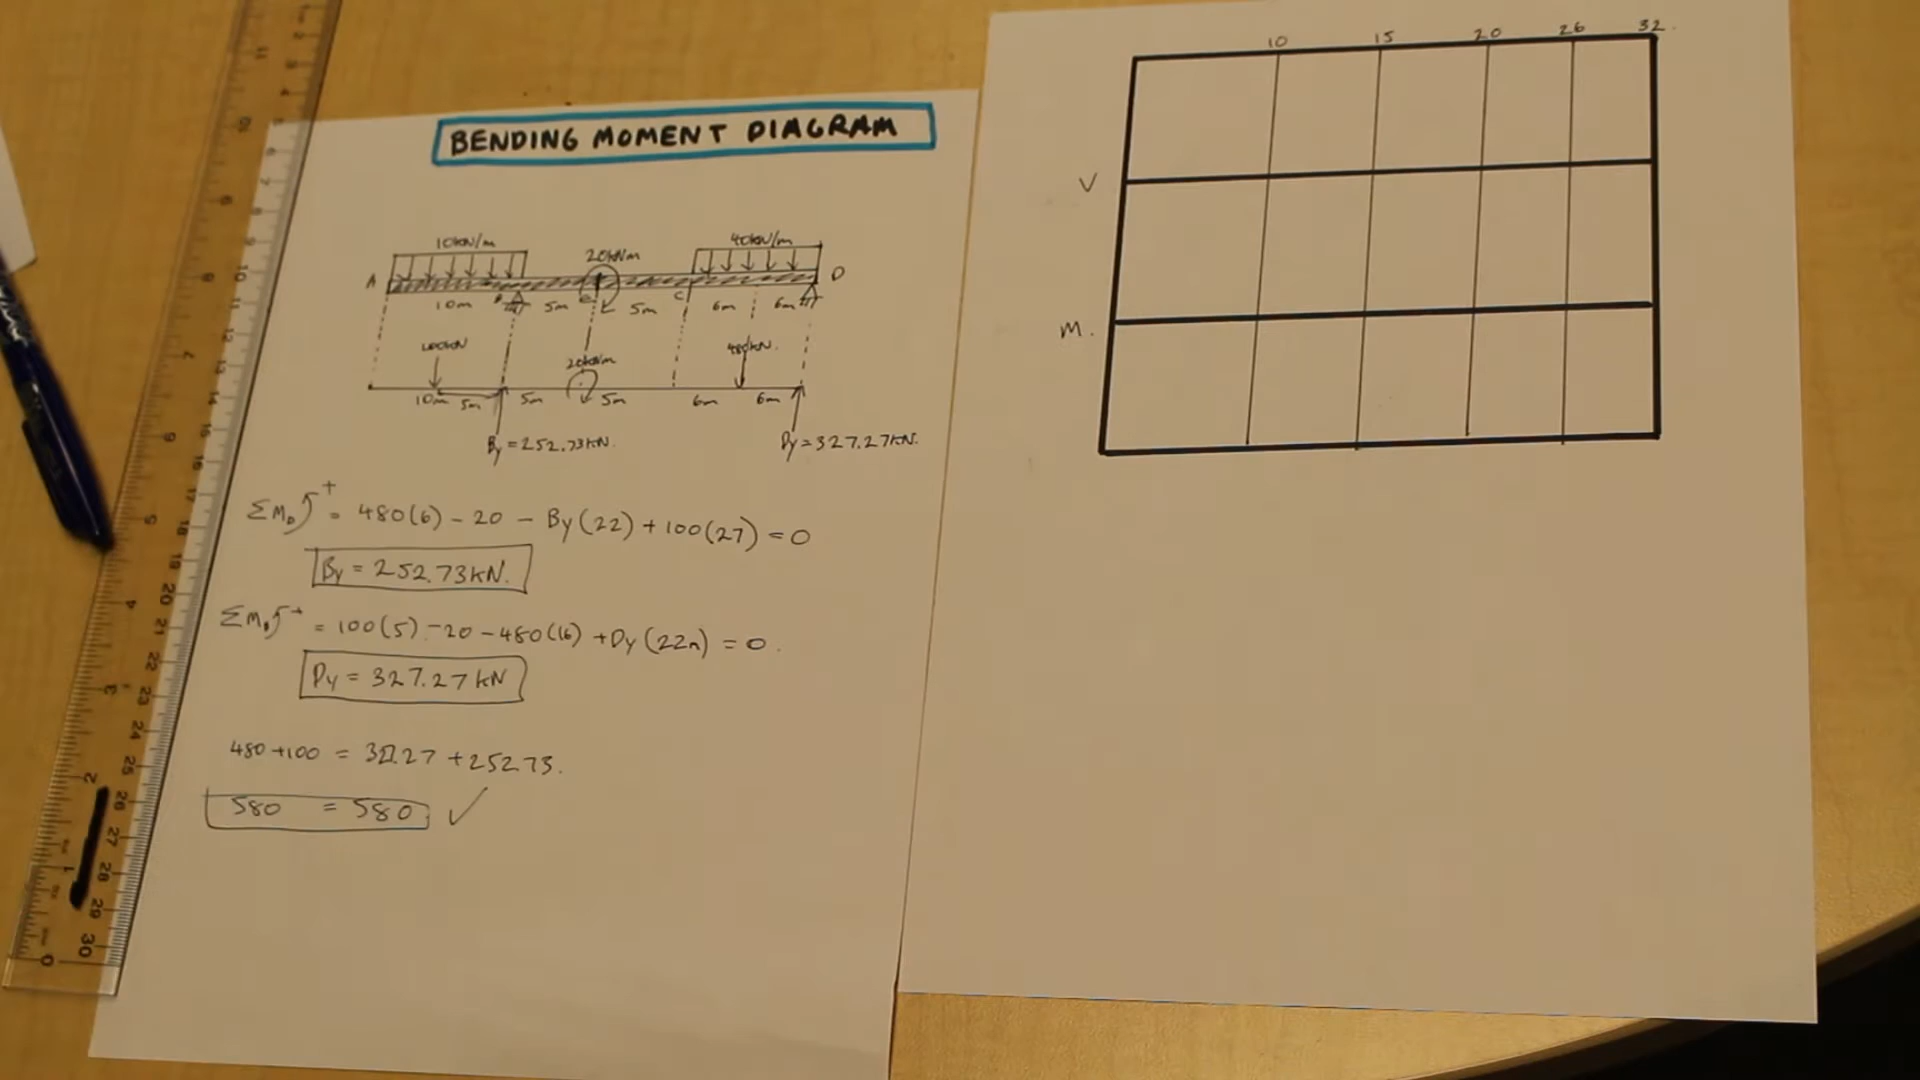 BENDING MOMENT DIAGRAM
10kN/m
20kNm
40kN/m
A
D
10m
B
5m
5m
C
6m
6m
100kN
20kNm
480kN.
10m
5m
5m
5m
6m
6m
By = 252.73kN.
Dy = 327.27kN.
ΣMD + = 480(6) - 20 - By(22) + 100(27) = 0
By = 252.73kN.
ΣMB + = 100(5) - 20 - 480(16) + Dy(22m) = 0.
Dy = 327.27kN
480 + 100 = 327.27 + 252.73.
580 = 580 ✓
10 15 20 26 32.
V
M.